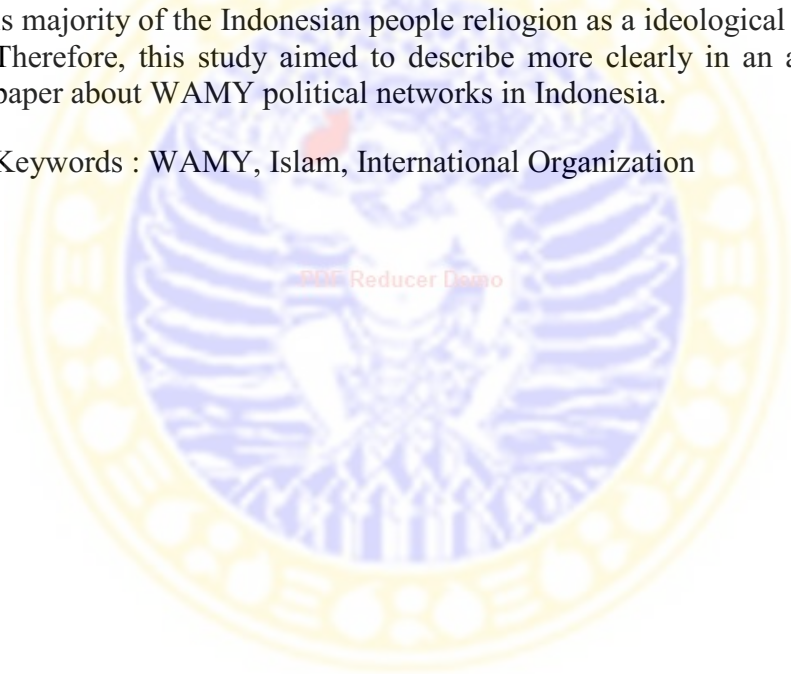 is majority of the Indonesian people reliogion as a ideological
Therefore, this study aimed to describe more clearly in an a
paper about WAMY political networks in Indonesia.
Keywords : WAMY, Islam, International Organization
PDF Reducer Demo